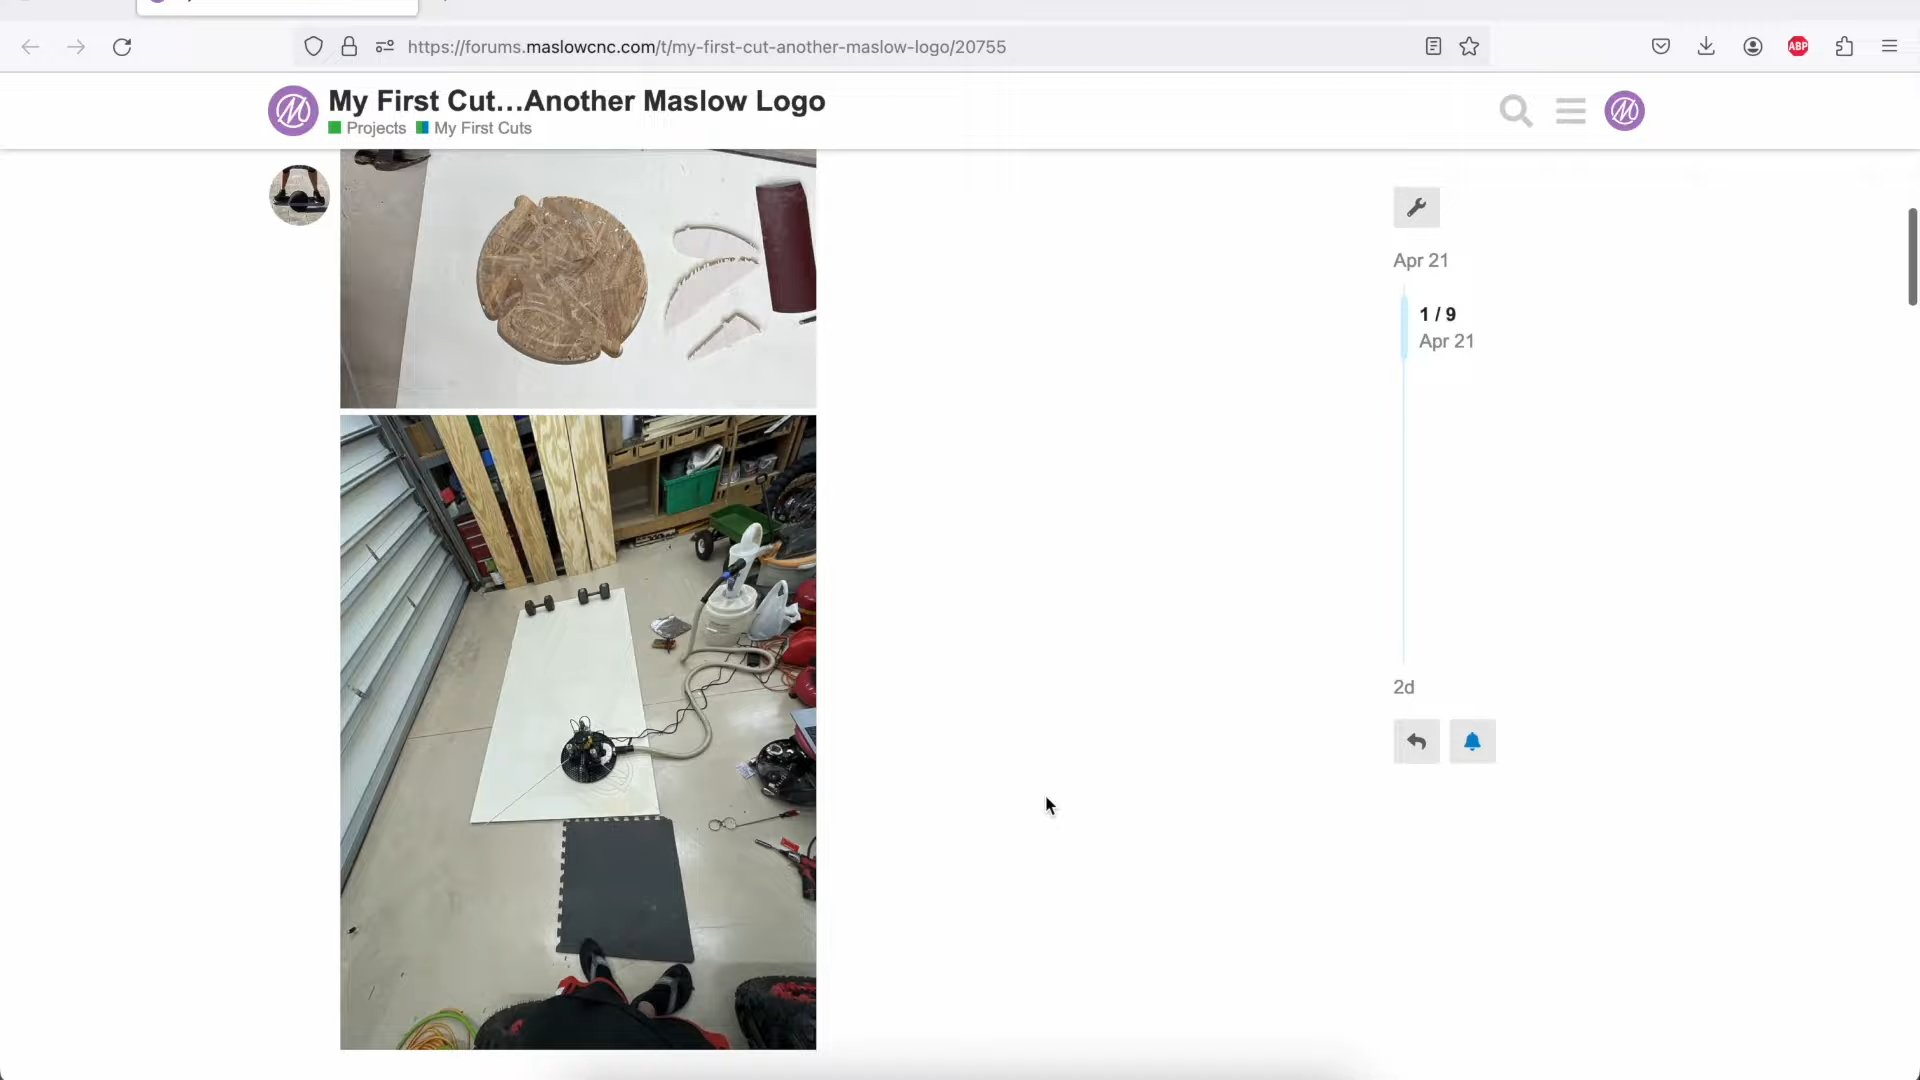 https://forums.maslowcnc.com/t/my-first-cut-another-maslow-logo/20755
ABP
My First Cut...Another Maslow Logo
Projects My First Cuts
Apr 21
1 / 9
Apr 21
2d